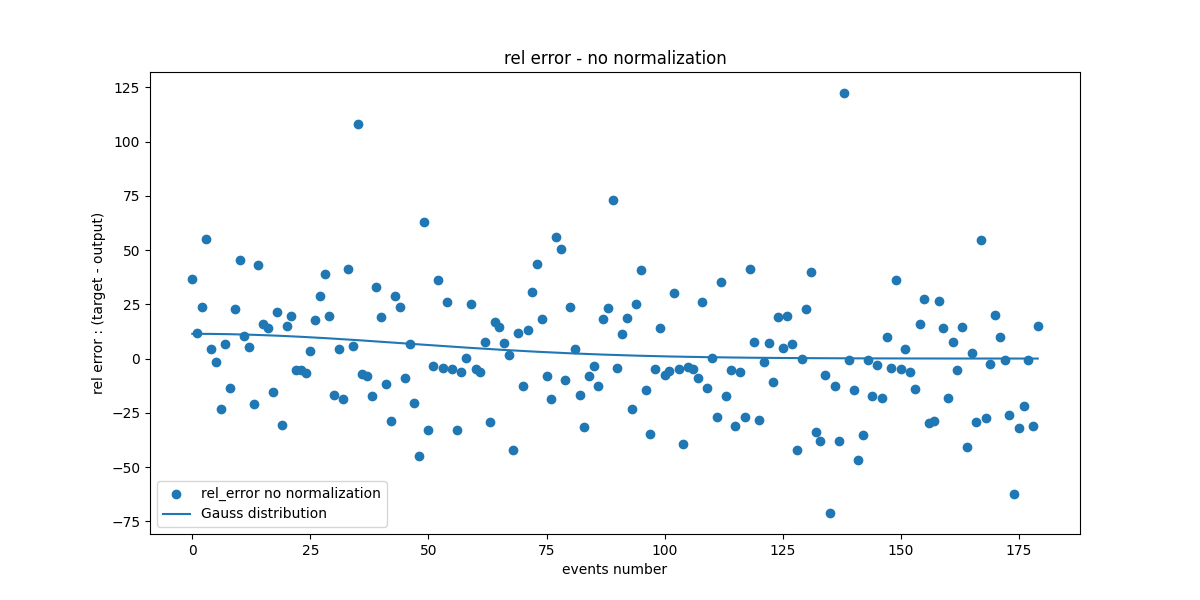 rel error - no normalization
rel error : (target - output)
125
100
75
50
25
0
−25
−50
−75
rel_error no normalization
Gauss distribution
0 25 50 75 100 125 150 175
events number